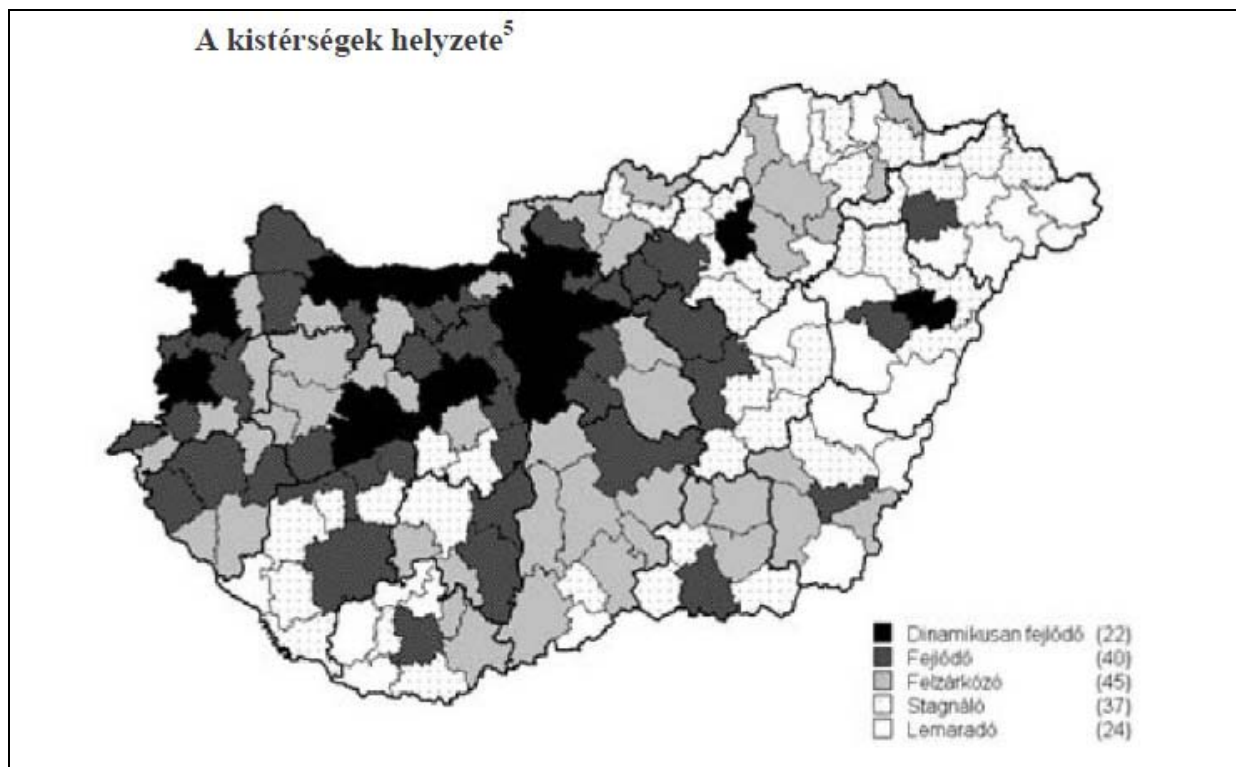 A kistérségek helyzete⁵
Dinamikusan fejlődő (22)
Fejlődő (40)
Felzárkózó (45)
Stagnáló (37)
Lemaradó (24)